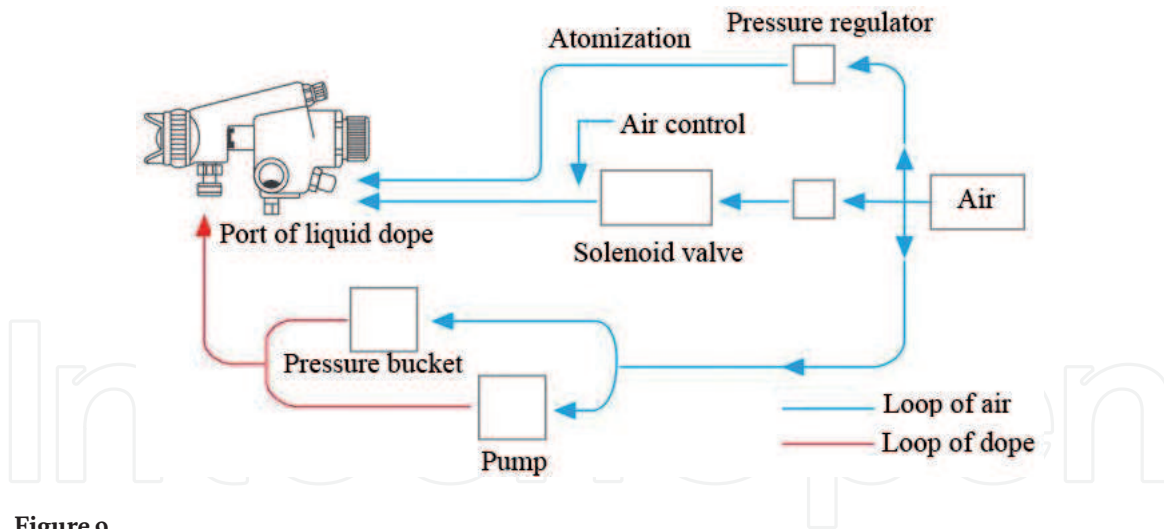 Pressure regulator
Atomization
Air control
Air
Port of liquid dope
Solenoid valve
Pressure bucket
Loop of air
Loop of dope
Pump
Figure 9